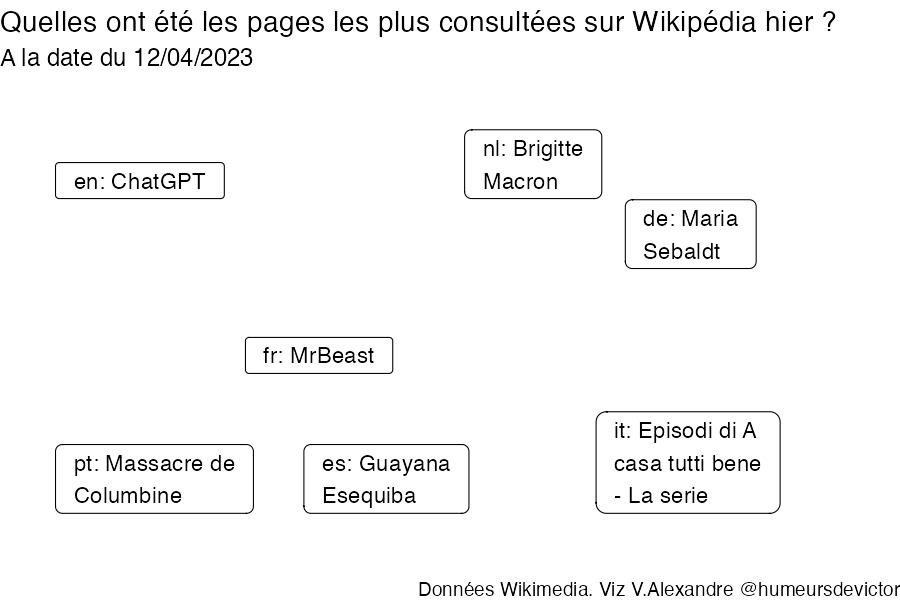 Quelles ont été les pages les plus consultées sur Wikipédia hier ?
A la date du 12/04/2023
en: ChatGPT
nl: Brigitte
Macron
de: Maria
Sebaldt
fr: MrBeast
pt: Massacre de
Columbine
es: Guayana
Esequiba
it: Episodi di A
casa tutti bene
- La serie
Données Wikimedia. Viz V.Alexandre @humeursdevictor